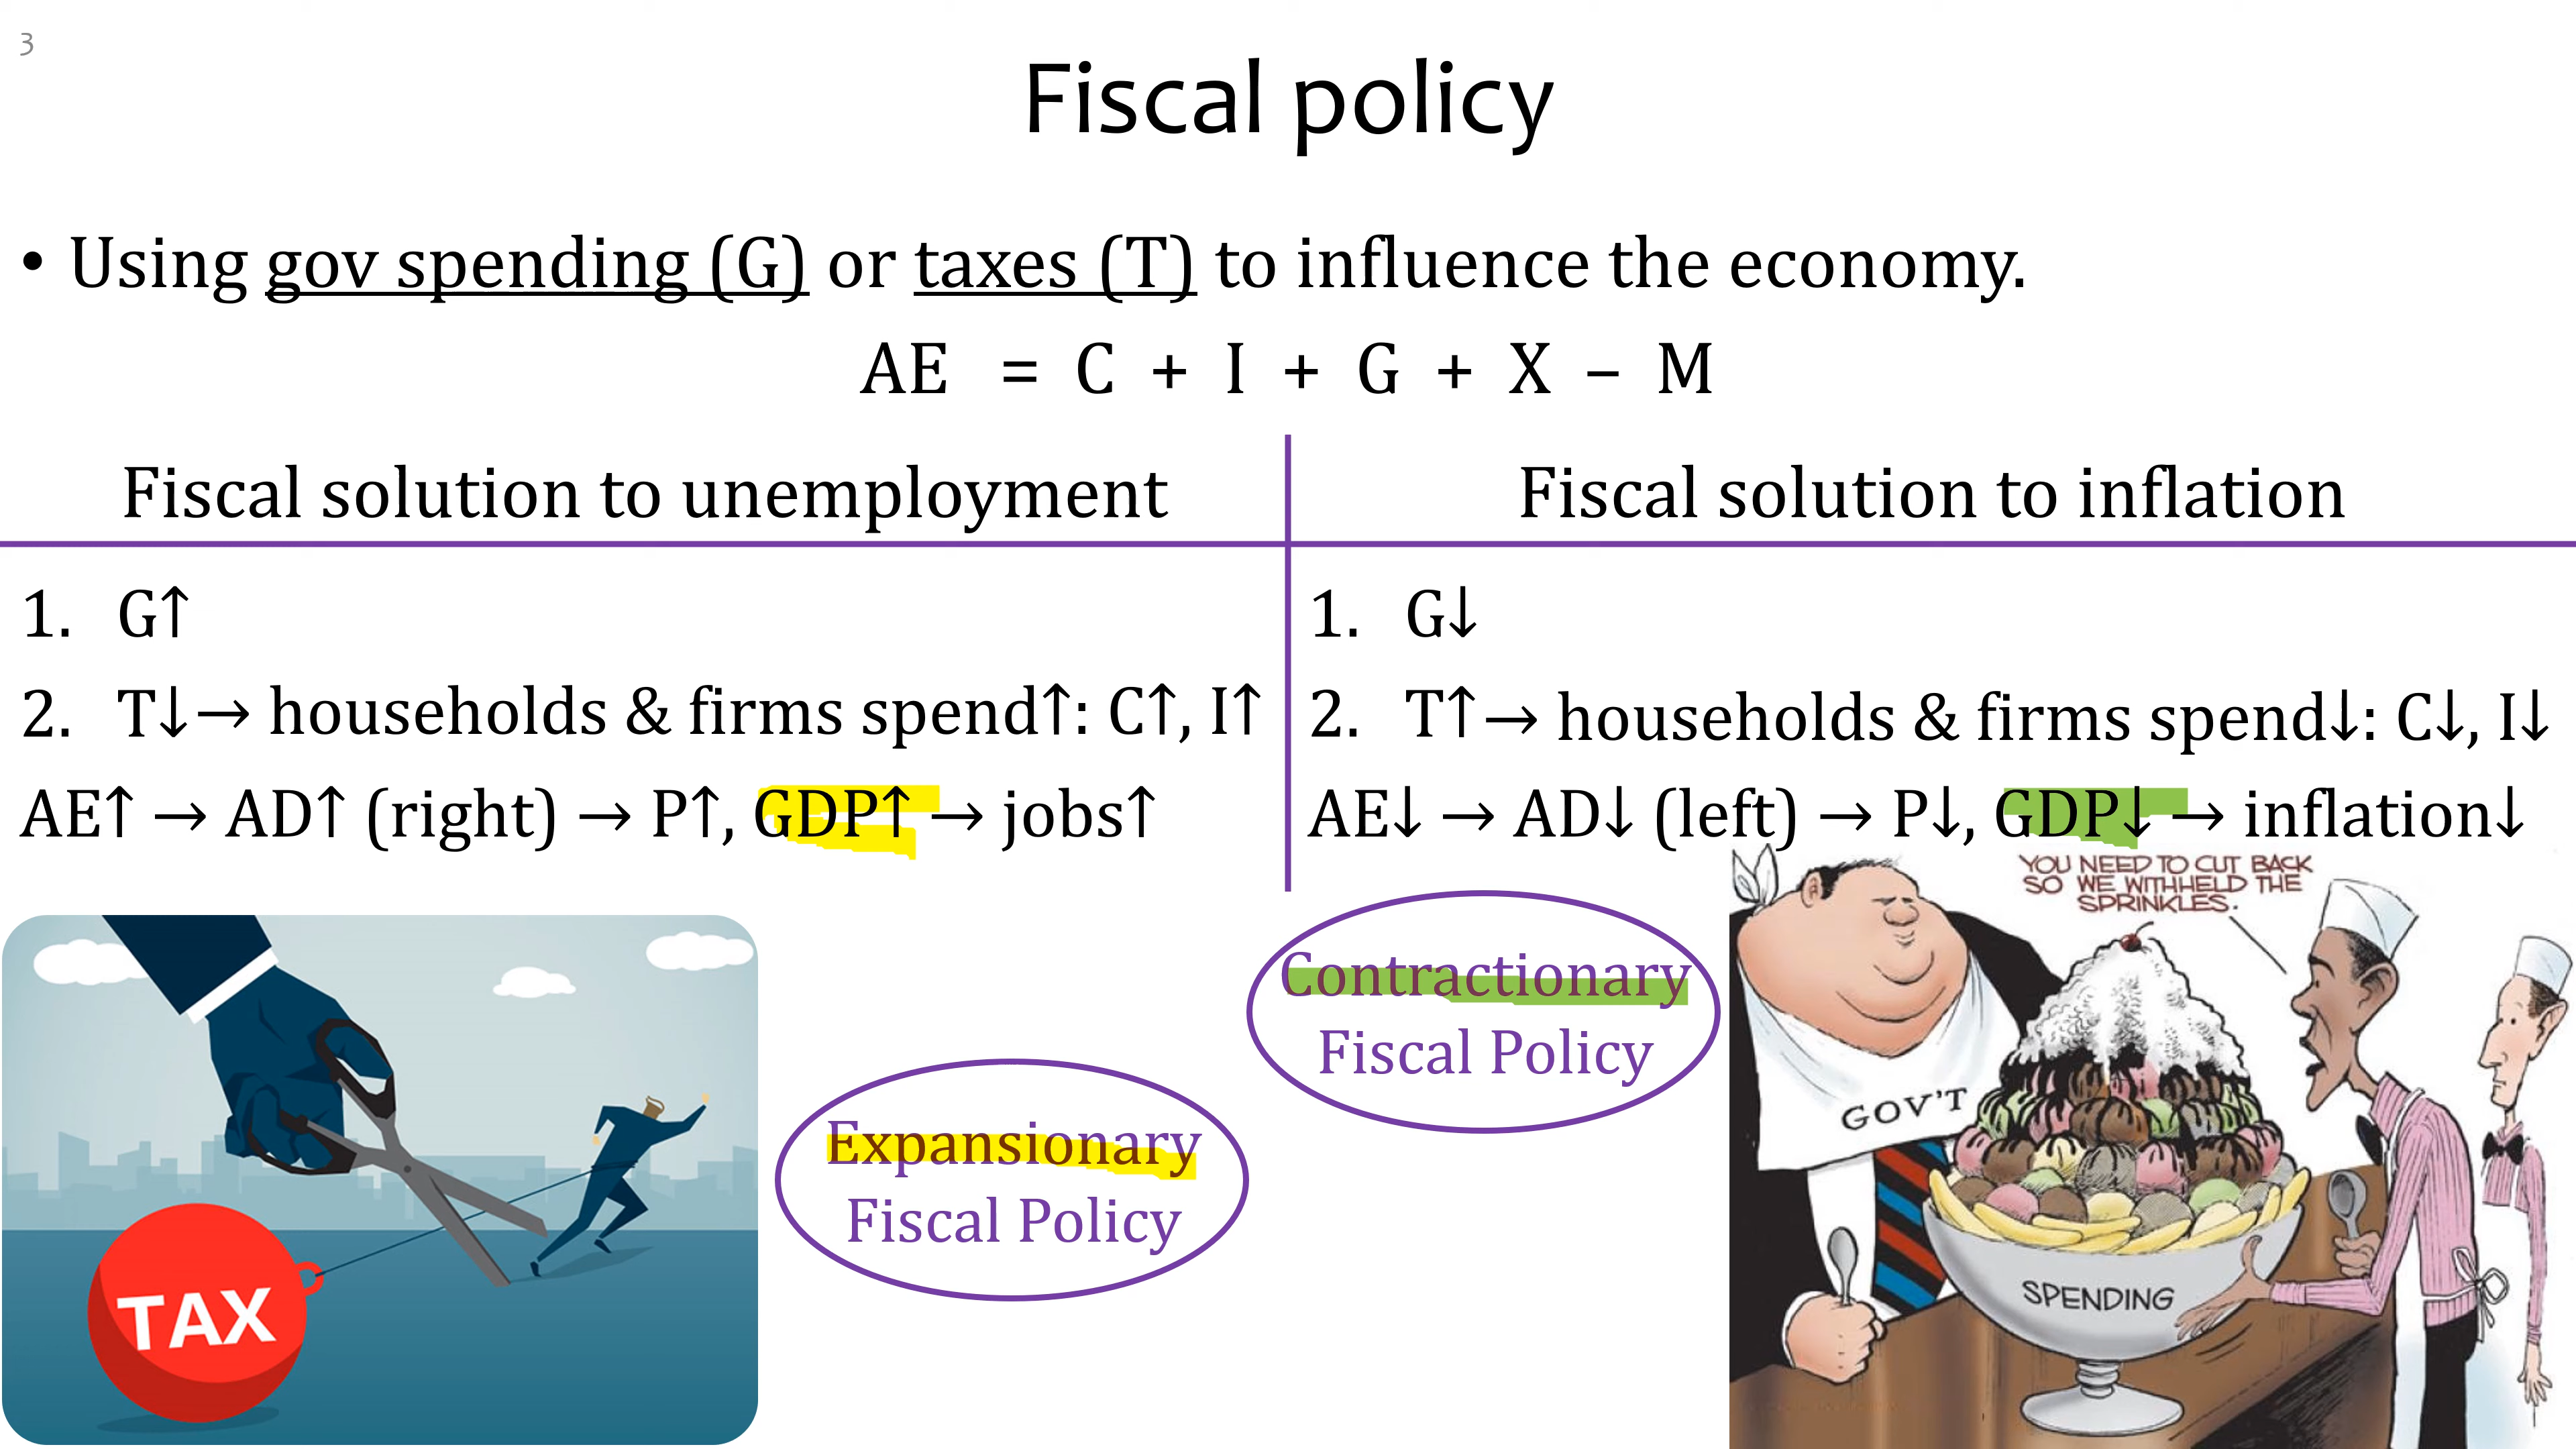 3
Fiscal policy
• Using gov spending (G) or taxes (T) to influence the economy.
AE = C + I + G + X – M
Fiscal solution to unemployment
1. G↑
2. T↓→ households & firms spend↑: C↑, I↑
AE↑ → AD↑ (right) → P↑, GDP↑ → jobs↑
Fiscal solution to inflation
1. G↓
2. T↑→ households & firms spend↓: C↓, I↓
AE↓ → AD↓ (left) → P↓, GDP↓ → inflation↓
TAX
Expansionary
Fiscal Policy
Contractionary
Fiscal Policy
YOU NEED TO CUT BACK
SO WE WITHHELD THE
SPRINKLES.
GOV'T
SPENDING